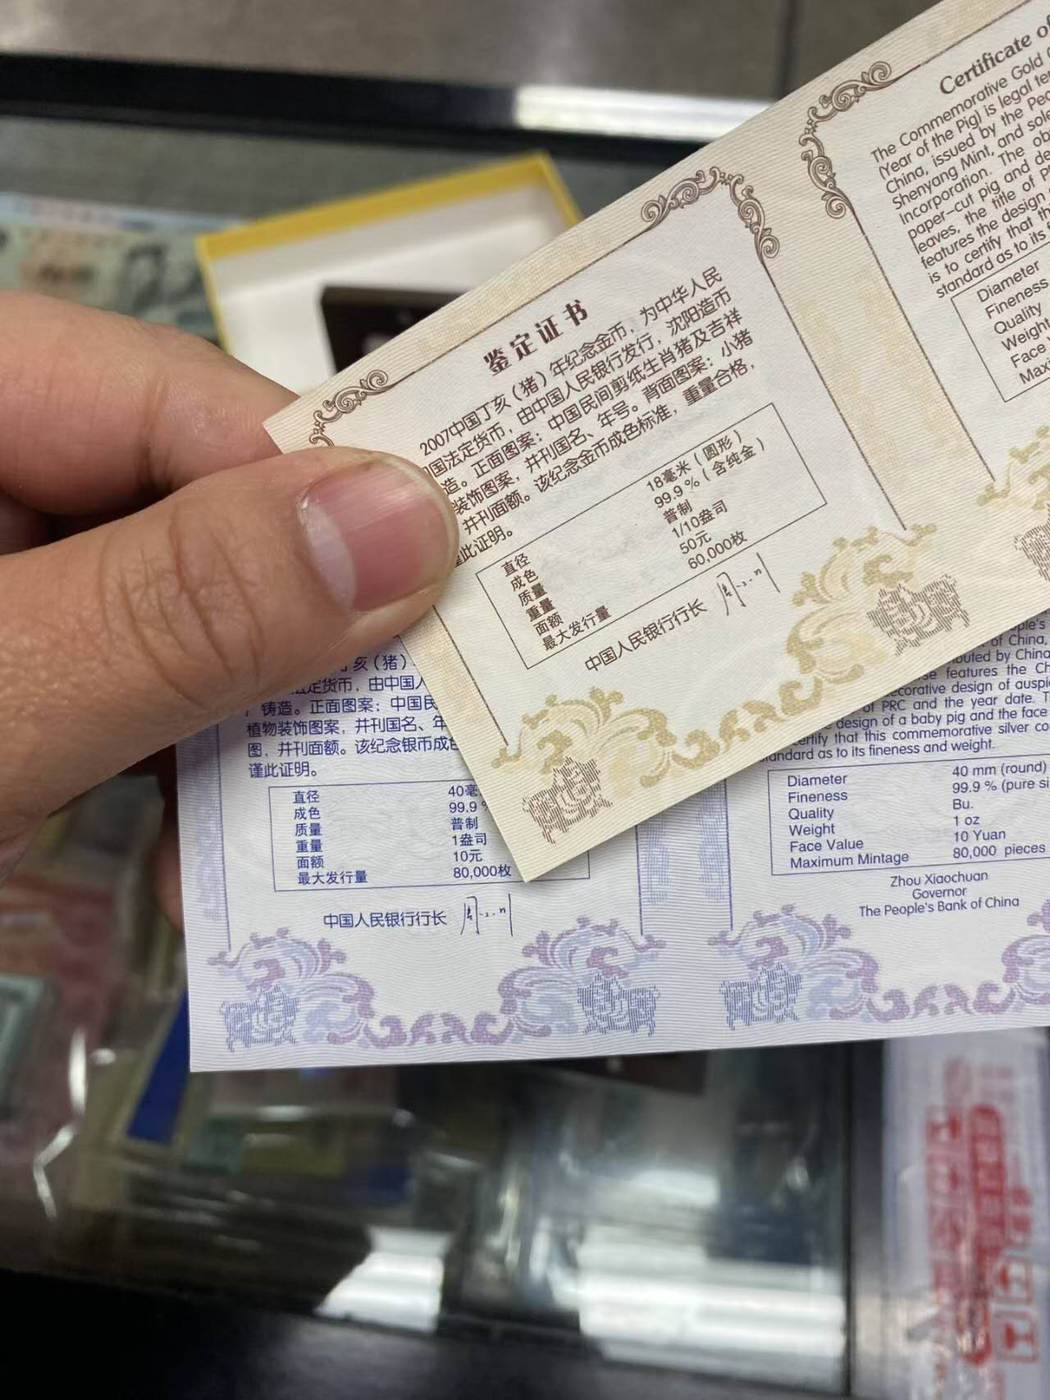 鉴定证书
2007中国丁亥(猪)年纪念金币,为中华人民
国法定货币,由中国人民银行发行,沈阳造币
造。正面图案:中国民间剪纸生肖猪及吉祥
装饰图案,并刊国名、年号。背面图案:小猪
,并刊面额。该纪念金币成色标准,重量合格,
此证明。
直径 18毫米(圆形)
成色 99.9%(含纯金)
质量 普制
重量 1/10盎司
面额 50元
最大发行量 60,000枚
中国人民银行行长
Certificate of
The Commemorative Gold
(Year of the Pig) is legal
China, issued by the
Shenyang Mint, and
Incorporation. The
paper-cut pig and
leaves, the title of
features the design
is to certify that
standard as to its
Diameter
Fineness
Quality
Weight
Face
亥(猪)
定货币,由中国人
铸造。正面图案:中国民
植物装饰图案,并刊国名、年
图,并刊面额。该纪念银币成色
谨此证明。
直径 40毫
成色 99.9
质量 普制
重量 1盎司
面额 10元
最大发行量 80,000枚
中国人民银行行长
of China,
by China
features the
design of
of PRC and the year date.
design of a baby pig and the face
that this commemorative silver
as to its fineness and weight.
Diameter 40 mm (round)
Fineness 99.9 % (pure
Quality Bu.
Weight 1 oz
Face Value 10 Yuan
Maximum Mintage 80,000 pieces
Zhou Xiaochuan
Governor
The People's Bank of China